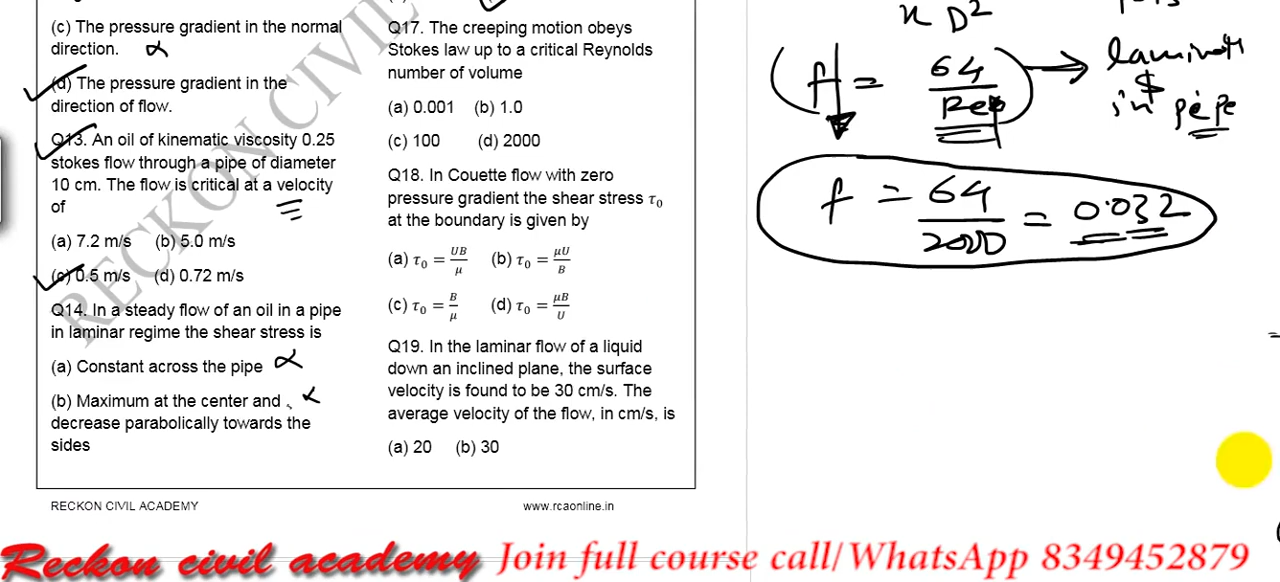 (c) The pressure gradient in the normal
direction.
(d) The pressure gradient in the
direction of flow.
Q13. An oil of kinematic viscosity 0.25
stokes flow through a pipe of diameter
10 cm. The flow is critical at a velocity
of
(a) 7.2 m/s (b) 5.0 m/s
(c) 0.5 m/s (d) 0.72 m/s
Q14. In a steady flow of an oil in a pipe
in laminar regime the shear stress is
(a) Constant across the pipe
(b) Maximum at the center and
decrease parabolically towards the
sides
Q17. The creeping motion obeys
Stokes law up to a critical Reynolds
number of volume
(a) 0.001 (b) 1.0
(c) 100 (d) 2000
Q18. In Couette flow with zero
pressure gradient the shear stress τ₀
at the boundary is given by
(a) τ₀ = UB/μ (b) τ₀ = μU/B
(c) τ₀ = B/μ (d) τ₀ = μB/U
Q19. In the laminar flow of a liquid
down an inclined plane, the surface
velocity is found to be 30 cm/s. The
average velocity of the flow, in cm/s, is
(a) 20 (b) 30
RECKON CIVIL ACADEMY
www.rcaonline.in
RECKON CIVIL
D²
f = 64
in pipe
f = 64/2000 = 0.032
Reckon civil academy Join full course call/WhatsApp 8349452879